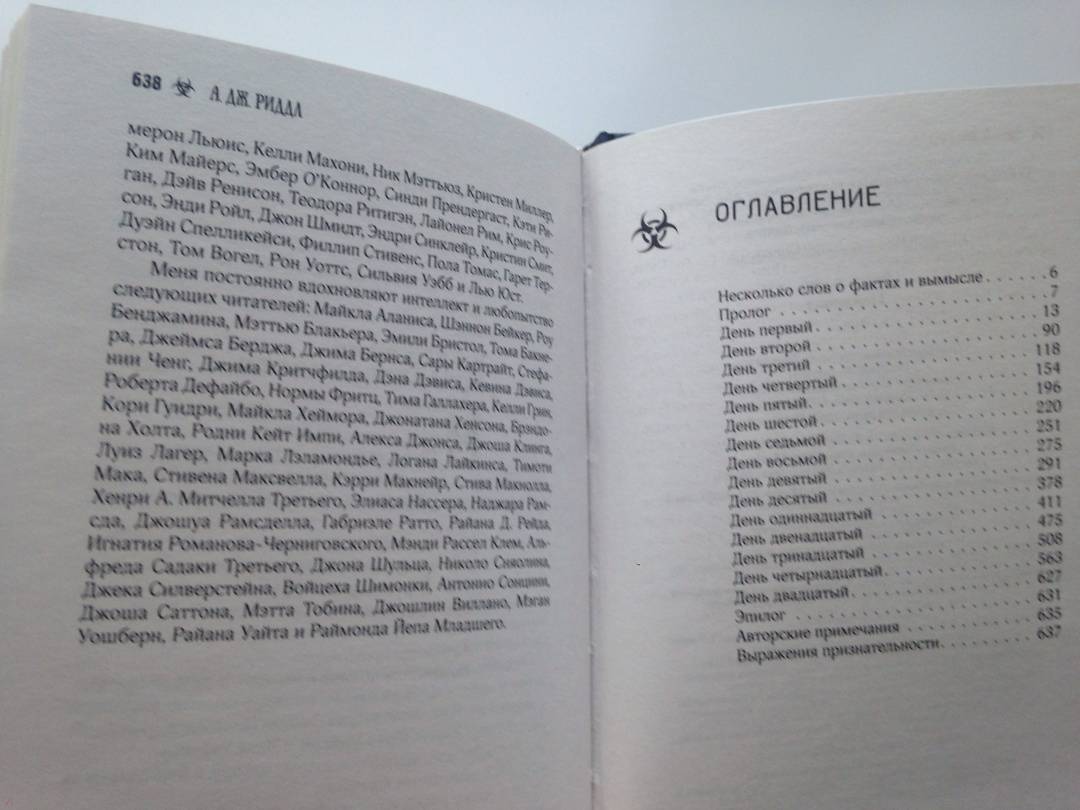 638 А. ДЖ. РИДДЛ
мерон Льюис, Келли Махони, Ник Мэттьюз, Кристен Миллер,
Ким Майерс, Эмбер О'Коннор, Синди Прендергаст, Кэти Ри-
ган, Дэйв Ренисон, Теодора Ритигэн, Лайонел Рим, Крис Роу-
сон, Энди Ройл, Джон Шмидт, Эндри Синклейр, Кристин Смит,
Дуэйн Спелликейси, Филлип Стивенс, Пола Томас, Гарет Тер-
стон, Том Вогел, Рон Уоттс, Сильвия Уэбб и Лью Юст.
Меня постоянно вдохновляют интеллект и любопытство
следующих читателей: Майкла Аланиса, Шэннон Бейкер, Роу
Бенджамина, Мэттью Блакьера, Эмили Бристол, Тома Бакне-
ра, Джеймса Берджа, Джима Бернса, Сары Картрайт, Стефа-
нии Ченг, Джима Критчфилда, Дэна Дэвиса, Кевина Дэвиса,
Роберта Дефайбо, Нормы Фритц, Тима Галлахера, Келли Грин,
Кори Гундри, Майкла Хеймора, Джонатана Хенсона, Брэндо-
на Холта, Родни Кейт Импи, Алекса Джонса, Джоша Клинга,
Луиз Лагер, Марка Лэламондье, Логана Лайкинса, Тимоти
Мака, Стивена Максвелла, Кэрри Макнейр, Стива Макнолла,
Хенри А. Митчелла Третьего, Элиаса Нассера, Наджара Рам-
сда, Джошуа Рамсделла, Габриэле Ратто, Райана Д. Рейда,
Игнатия Романова-Черниговского, Мэнди Рассел Клем, Аль-
фреда Садаки Третьего, Джона Шульца, Николо Сняолина,
Джека Силверстейна, Войцеха Шимонки, Антонио Сонцини,
Джоша Саттона, Мэтта Тобина, Джошлин Виллано, Мэган
Уошберн, Райана Уайта и Раймонда Йепа Младшего.
ОГЛАВЛЕНИЕ
Несколько слов о фактах и вымысле . . . . . . 6
Пролог . . . . . . 7
День первый . . . . . . 13
День второй . . . . . . 90
День третий . . . . . . 118
День четвертый . . . . . . 154
День пятый. . . . . . 196
День шестой . . . . . . 220
День седьмой . . . . . . 251
День восьмой . . . . . . 275
День девятый . . . . . . 291
День десятый . . . . . . 378
День одиннадцатый . . . . . . 411
День двенадцатый . . . . . . 475
День тринадцатый . . . . . . 508
День четырнадцатый. . . . . . 563
День двадцатый. . . . . . 627
Эпилог . . . . . . 631
Авторские примечания . . . . . . 635
Выражения признательности. . . . . . 637